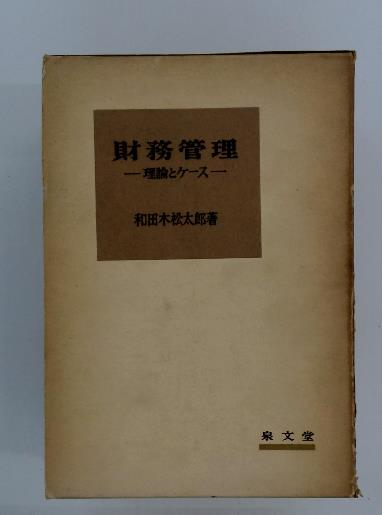 財務管理
―理論とケース―
和田木松太郎著
泉文堂